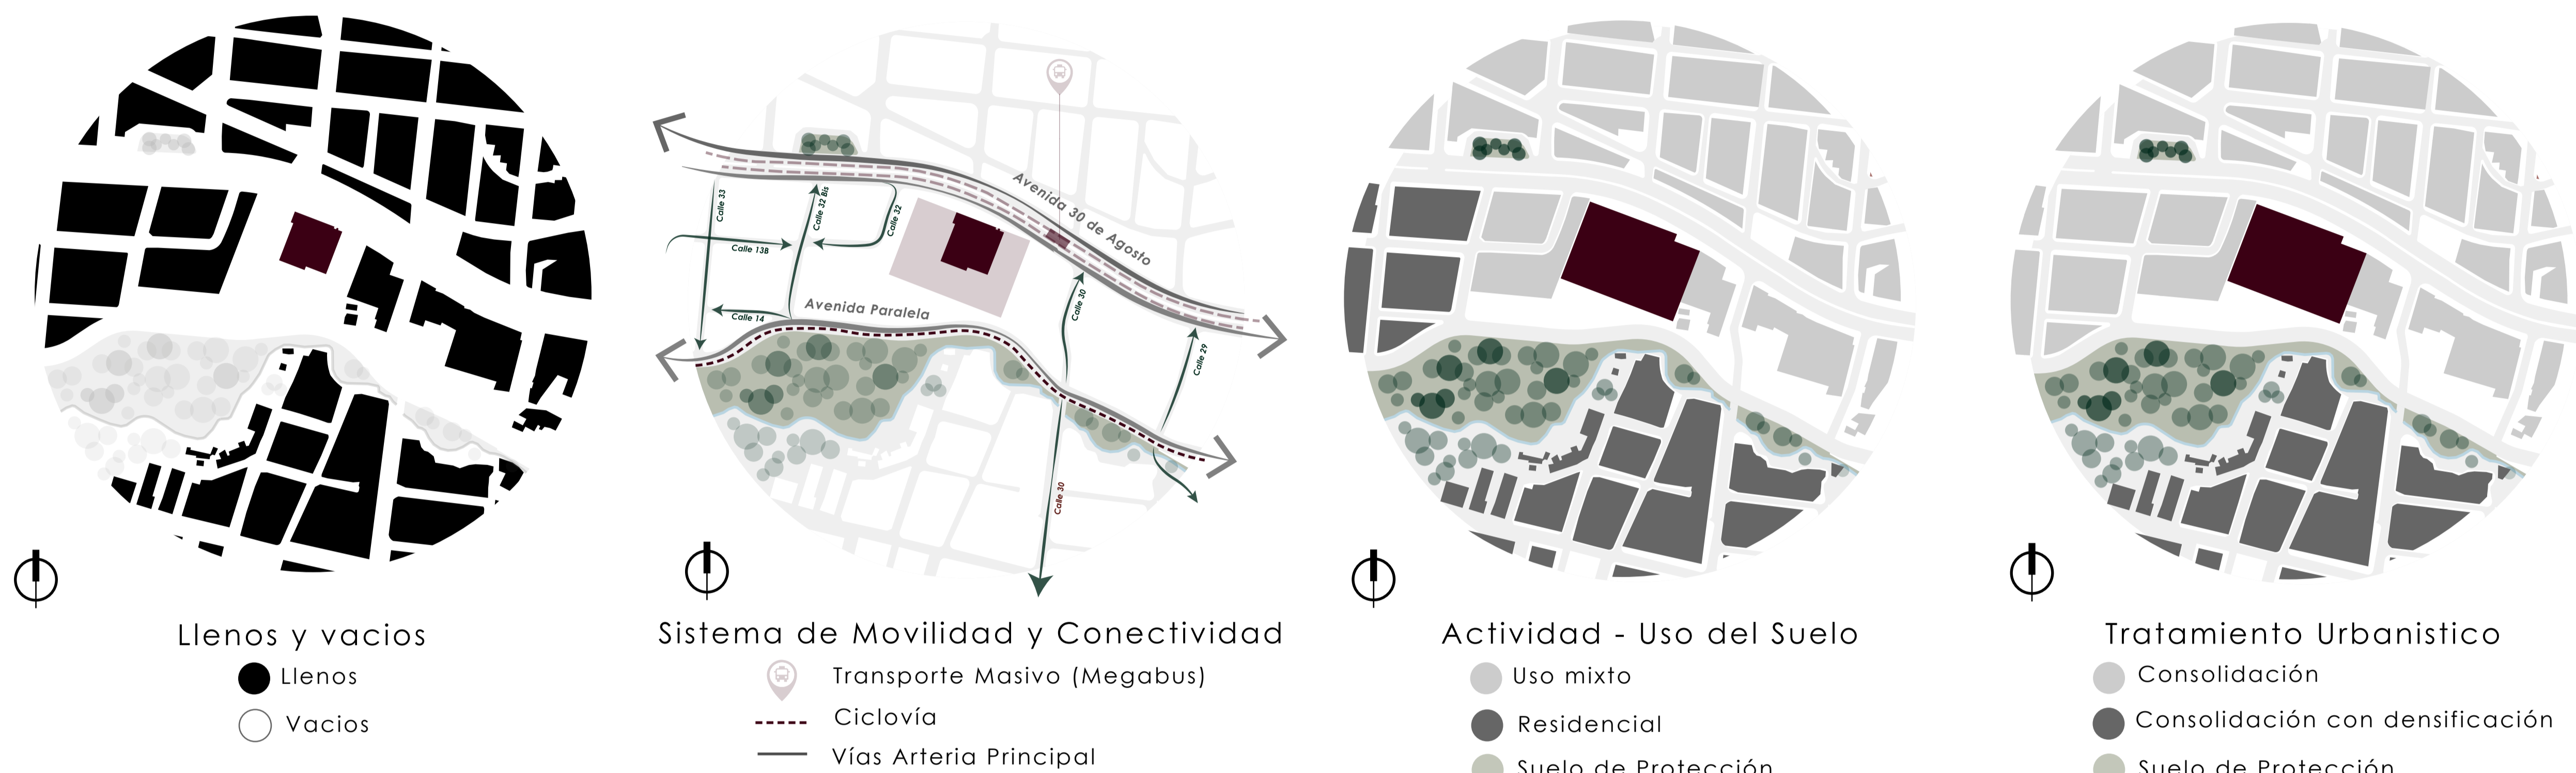 Calle 33
Calle 32 Bis
Calle 32
Calle 13B
Calle 14
Avenida Paralela
Avenida 30 de Agosto
Calle 30
Calle 29
Calle 30
Llenos y vacios
Llenos
Vacios
Sistema de Movilidad y Conectividad
Transporte Masivo (Megabus)
Ciclovía
Vías Arteria Principal
Actividad - Uso del Suelo
Uso mixto
Residencial
Suelo de Protección
Tratamiento Urbanistico
Consolidación
Consolidación con densificación
Suelo de Protección